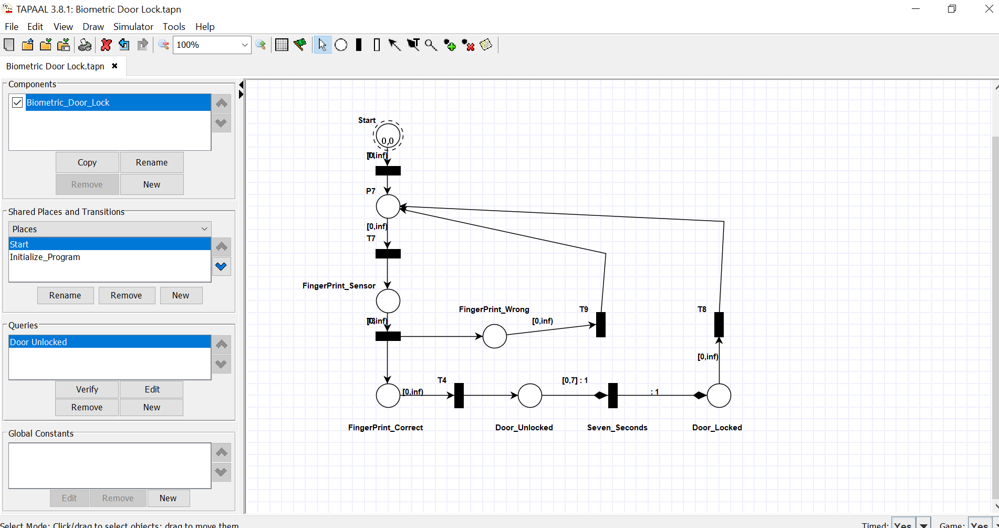 TAPAAL 3.8.1: Biometric Door Lock.tapn
File Edit View Draw Simulator Tools Help
100%
Biometric Door Lock.tapn
Components
Biometric_Door_Lock
Copy Rename
Remove New
Shared Places and Transitions
Places
Start
Initialize_Program
Rename Remove New
Queries
Door Unlocked
Verify Edit
Remove New
Global Constants
Edit Remove New
Start
0,0
[0,inf)
P7
[0,inf)
T7
FingerPrint_Sensor
[0,inf)
FingerPrint_Wrong
[0,inf)
T9
T8
[0,inf)
T4
[0,inf)
[0,7] : 1
: 1
FingerPrint_Correct
Door_Unlocked
Seven_Seconds
Door_Locked
Select Mode: Click/drag to select objects; drag to move them
Timed: Yes Game: Yes